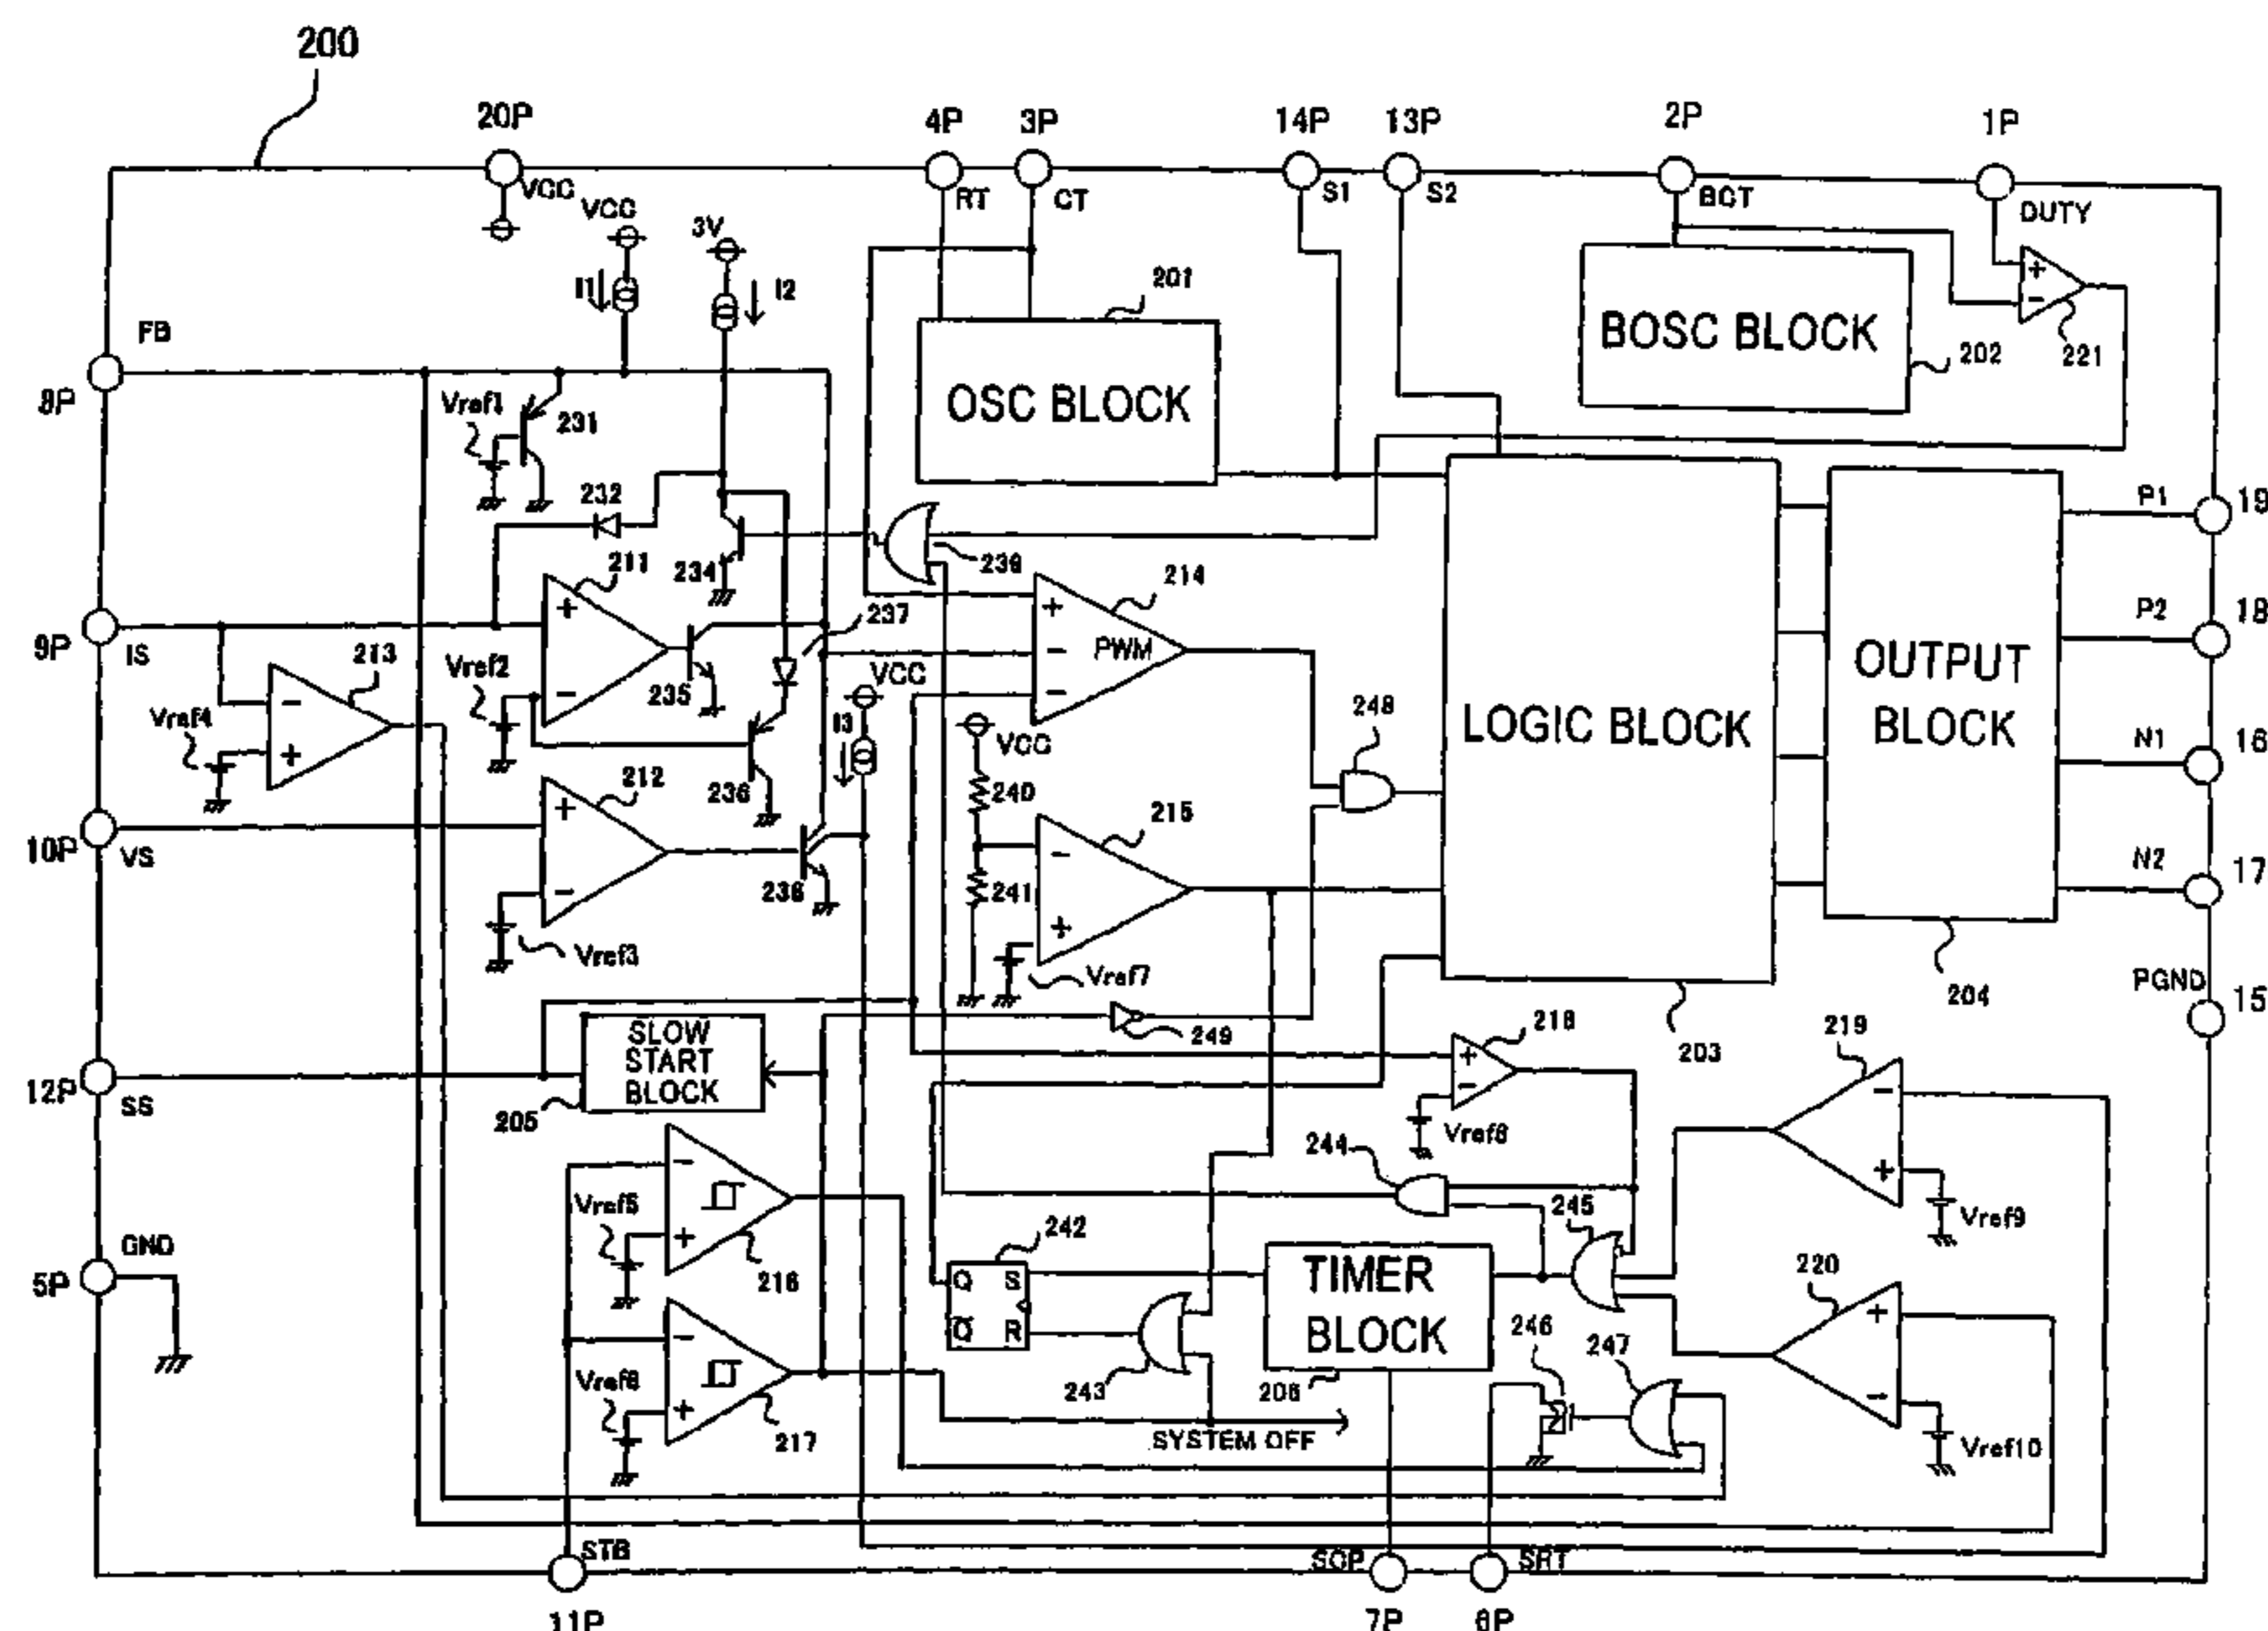 200
20P
4P
3P
14P
13P
2P
1P
VCC
RT
CT
S1
S2
BCT
DUTY
VCC
3V
I1
I2
201
FB
8P
OSC BLOCK
BOSC BLOCK
202
221
Vref1
231
232
211
234
239
214
237
P1
19
9P
IS
213
Vref2
235
VCC
PWM
P2
18
Vref4
I3
VCC
248
LOGIC BLOCK
OUTPUT
BLOCK
N1
16
212
236
240
215
10P
VS
238
241
N2
17
Vref3
Vref7
204
PGND
15
SLOW
START
BLOCK
249
218
203
219
12P
SS
205
Vref8
244
Vref5
242
245
Vref9
GND
5P
216
Q
S
Q
R
TIMER
BLOCK
220
246
247
Vref6
243
206
217
SYSTEM OFF
Vref10
STB
SCP
SRT
11P
7P
6P
+
−